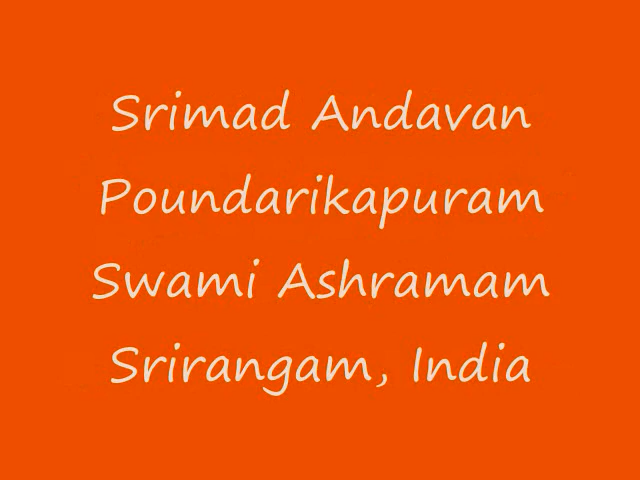 Srimad Andavan
Poundarikapuram
Swami Ashramam
Srirangam, India